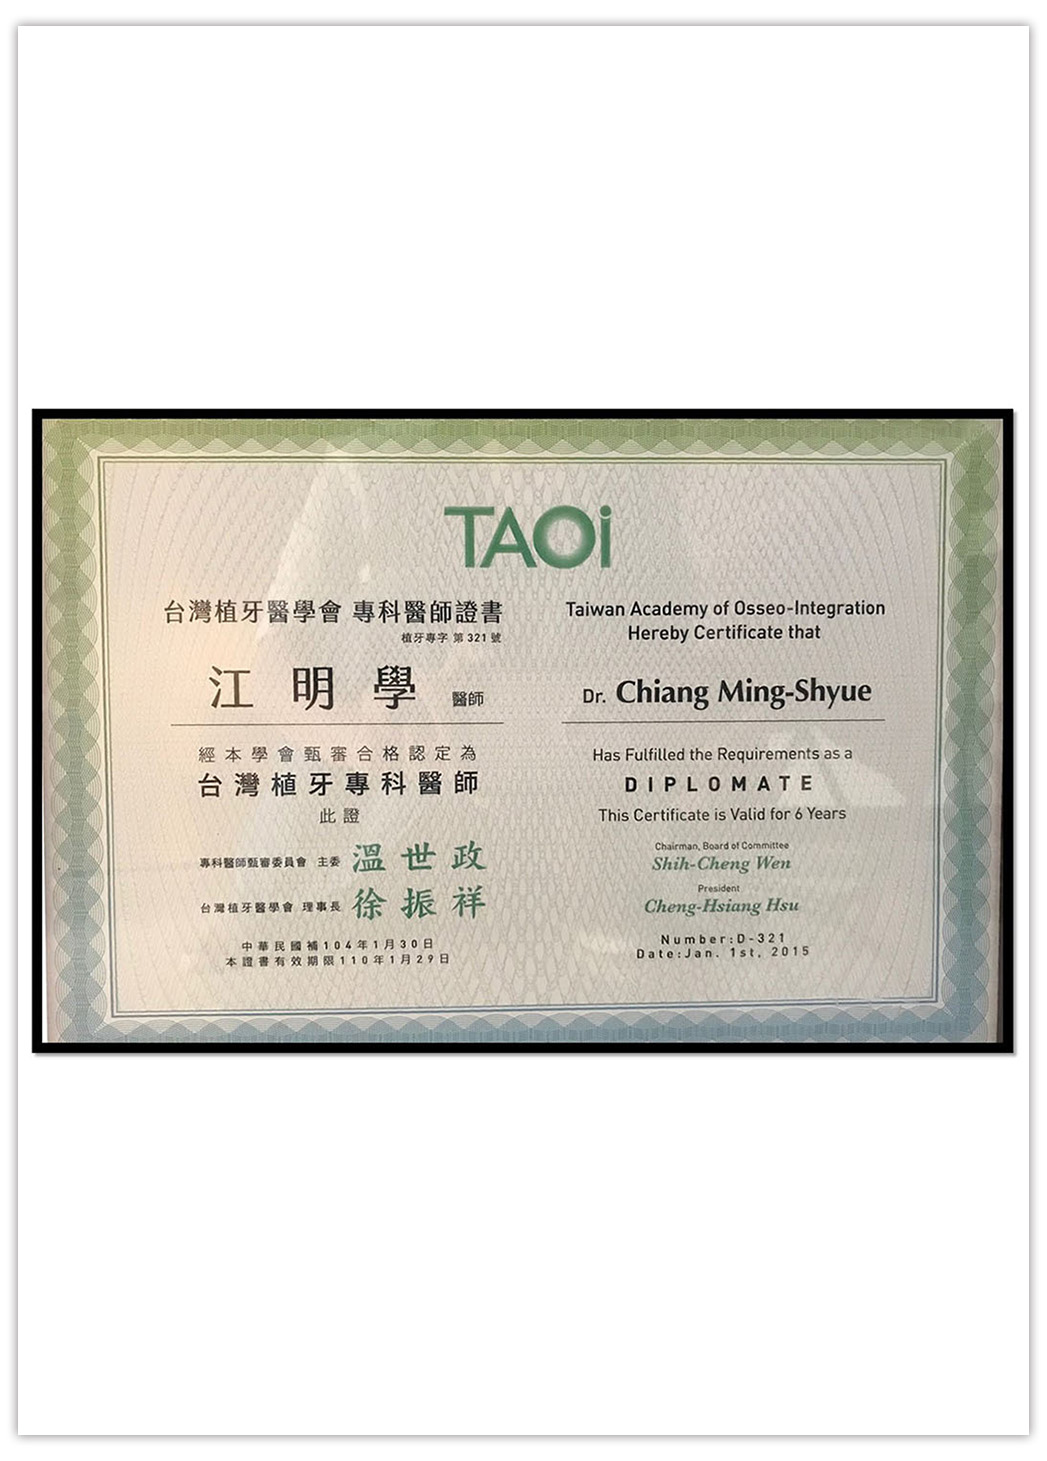 TAOi
台灣植牙醫學會 專科醫師證書
植牙專字 第321號
江明學 醫師
經本學會甄審合格認定為
台灣植牙專科醫師
此證
專科醫師甄審委員會 主委 溫世政
台灣植牙醫學會 理事長 徐振祥
中華民國補104年1月30日
本證書有效期限110年1月29日
Taiwan Academy of Osseo-Integration
Hereby Certificate that
Dr. Chiang Ming-Shyue
Has Fulfilled the Requirements as a
DIPLOMATE
This Certificate is Valid for 6 Years
Chairman, Board of Committee
Shih-Cheng Wen
President
Cheng-Hsiang Hsu
Number:D-321
Date:Jan. 1st, 2015